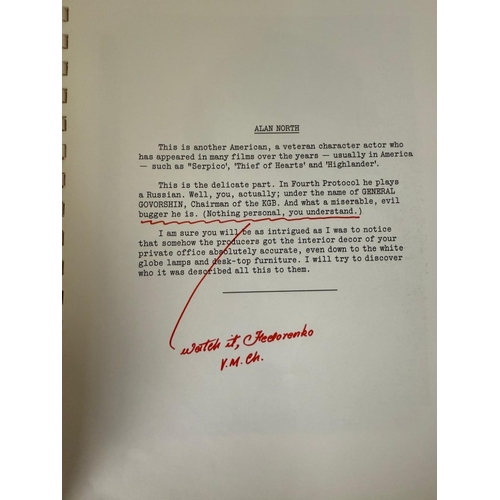 ALAN NORTH
This is another American, a veteran character actor who
has appeared in many films over the years — usually in America
— such as "Serpico', 'Thief of Hearts' and 'Highlander'.
This is the delicate part. In Fourth Protocol he plays
a Russian. Well, you, actually; under the name of GENERAL
GOVORSHIN, Chairman of the KGB. And what a miserable, evil
bugger he is. (Nothing personal, you understand.)
I am sure you will be as intrigued as I was to notice
that somehow the producers got the interior decor of your
private office absolutely accurate, even down to the white
globe lamps and desk-top furniture. I will try to discover
who it was described all this to them.
Watch it, Fedorenko
V.M.Ch.